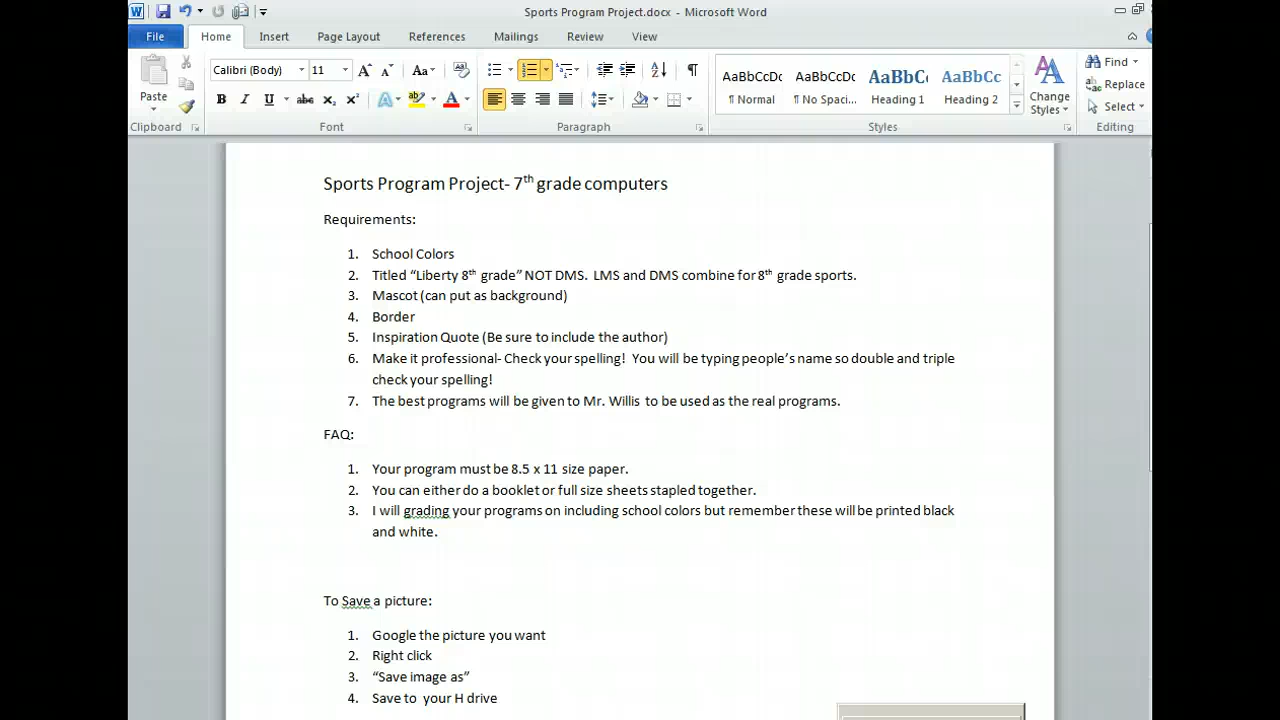 Sports Program Project.docx - Microsoft Word
File Home Insert Page Layout References Mailings Review View
Calibri (Body) 11 Aa
AaBbCcDc AaBbCcDc AaBbC AaBbCc
Paste
B I U abc x₂ x² A ab A
¶ Normal ¶ No Spaci... Heading 1 Heading 2
Change Styles
Find
Replace
Select
Clipboard Font Paragraph Styles Editing
Sports Program Project- 7th grade computers
Requirements:
1. School Colors
2. Titled “Liberty 8th grade” NOT DMS. LMS and DMS combine for 8th grade sports.
3. Mascot (can put as background)
4. Border
5. Inspiration Quote (Be sure to include the author)
6. Make it professional- Check your spelling! You will be typing people’s name so double and triple
check your spelling!
7. The best programs will be given to Mr. Willis to be used as the real programs.
FAQ:
1. Your program must be 8.5 x 11 size paper.
2. You can either do a booklet or full size sheets stapled together.
3. I will grading your programs on including school colors but remember these will be printed black
and white.
To Save a picture:
1. Google the picture you want
2. Right click
3. “Save image as”
4. Save to your H drive